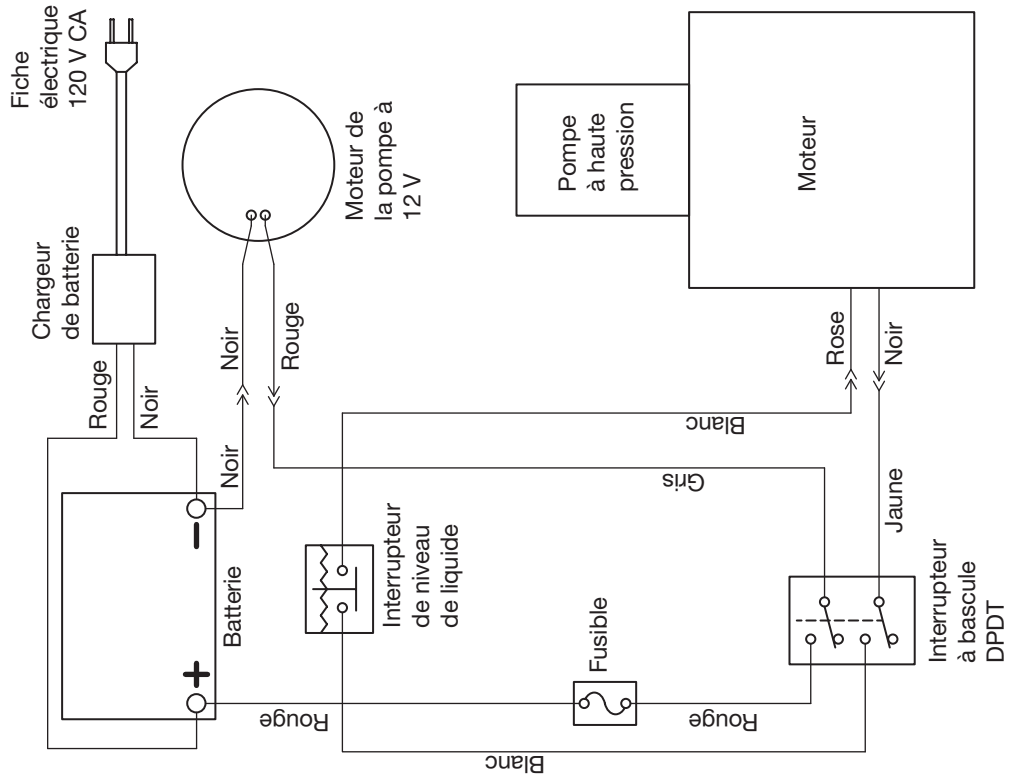 Fiche
électrique
120 V CA
Chargeur
de batterie
Rouge
Noir
Moteur de
la pompe à
12 V
Noir
Rouge
Noir
Batterie
Pompe
à haute
pression
Moteur
Rose
Noir
Blanc
Gris
Jaune
Interrupteur
de niveau
de liquide
Fusible
Rouge
Rouge
Blanc
Interrupteur
à bascule
DPDT